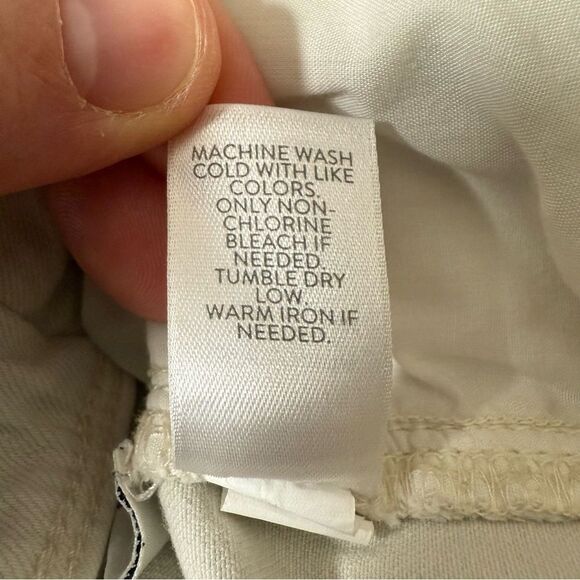 MACHINE WASH
COLD WITH LIKE
COLORS.
ONLY NON-
CHLORINE
BLEACH IF
NEEDED.
TUMBLE DRY
LOW.
WARM IRON IF
NEEDED.